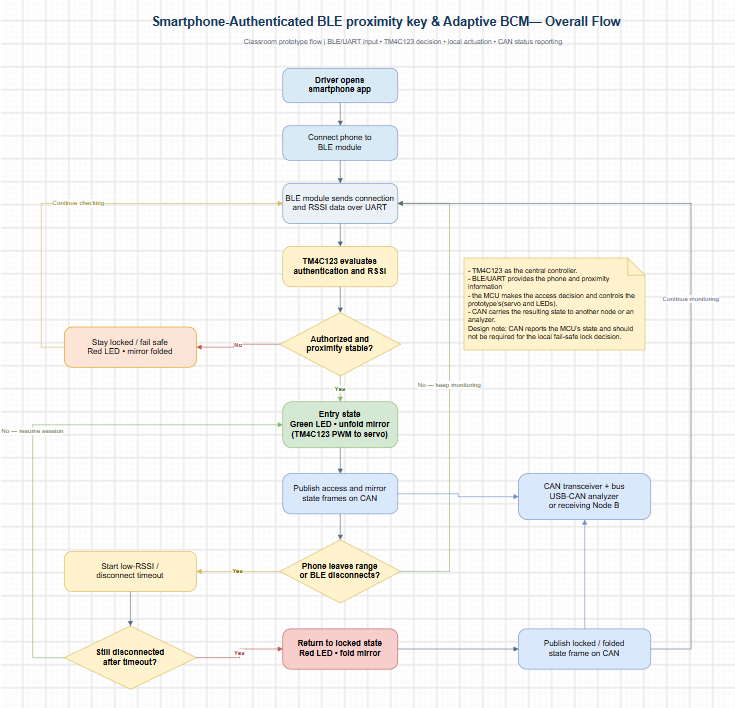 Smartphone-Authenticated BLE proximity key & Adaptive BCM— Overall Flow
Classroom prototype flow | BLE/UART input • TM4C123 decision • local actuation • CAN status reporting
Driver opens
smartphone app
Connect phone to
BLE module
BLE module sends connection
and RSSI data over UART
Continue checking
TM4C123 evaluates
authentication and RSSI
- TM4C123 as the central controller.
- BLE/UART provides the phone and proximity
information
- the MCU makes the access decision and controls the
prototype's(servo and LEDs).
- CAN carries the resulting state to another node or an
analyzer.
Design note: CAN reports the MCU's state and should
not be required for the local fail-safe lock decision.
Continue monitoring
Authorized and
proximity stable?
No
Stay locked / fail safe
Red LED • mirror folded
Yes
No — keep monitoring
Entry state
Green LED • unfold mirror
(TM4C123 PWM to servo)
No — resume session
Publish access and mirror
state frames on CAN
CAN transceiver + bus
USB-CAN analyzer
or receiving Node B
Phone leaves range
or BLE disconnects?
Yes
Start low-RSSI /
disconnect timeout
Still disconnected
after timeout?
Yes
Return to locked state
Red LED • fold mirror
Publish locked / folded
state frame on CAN